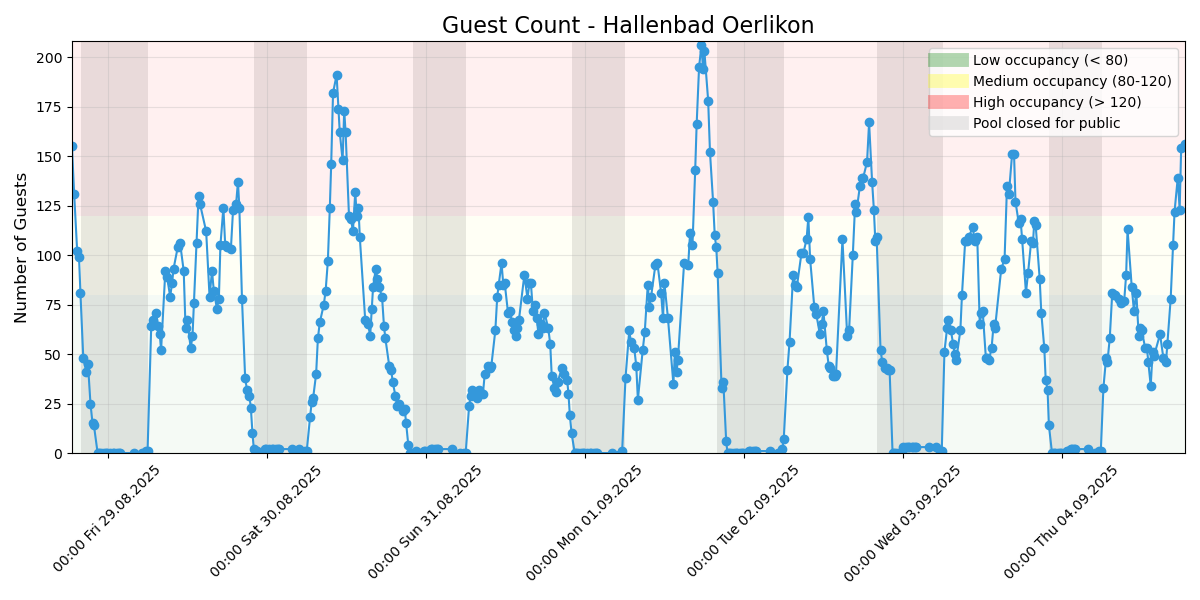 Guest Count - Hallenbad Oerlikon
Number of Guests
200
175
150
125
100
75
50
25
0
Low occupancy (< 80)
Medium occupancy (80-120)
High occupancy (> 120)
Pool closed for public
00:00 Fri 29.08.2025
00:00 Sat 30.08.2025
00:00 Sun 31.08.2025
00:00 Mon 01.09.2025
00:00 Tue 02.09.2025
00:00 Wed 03.09.2025
00:00 Thu 04.09.2025